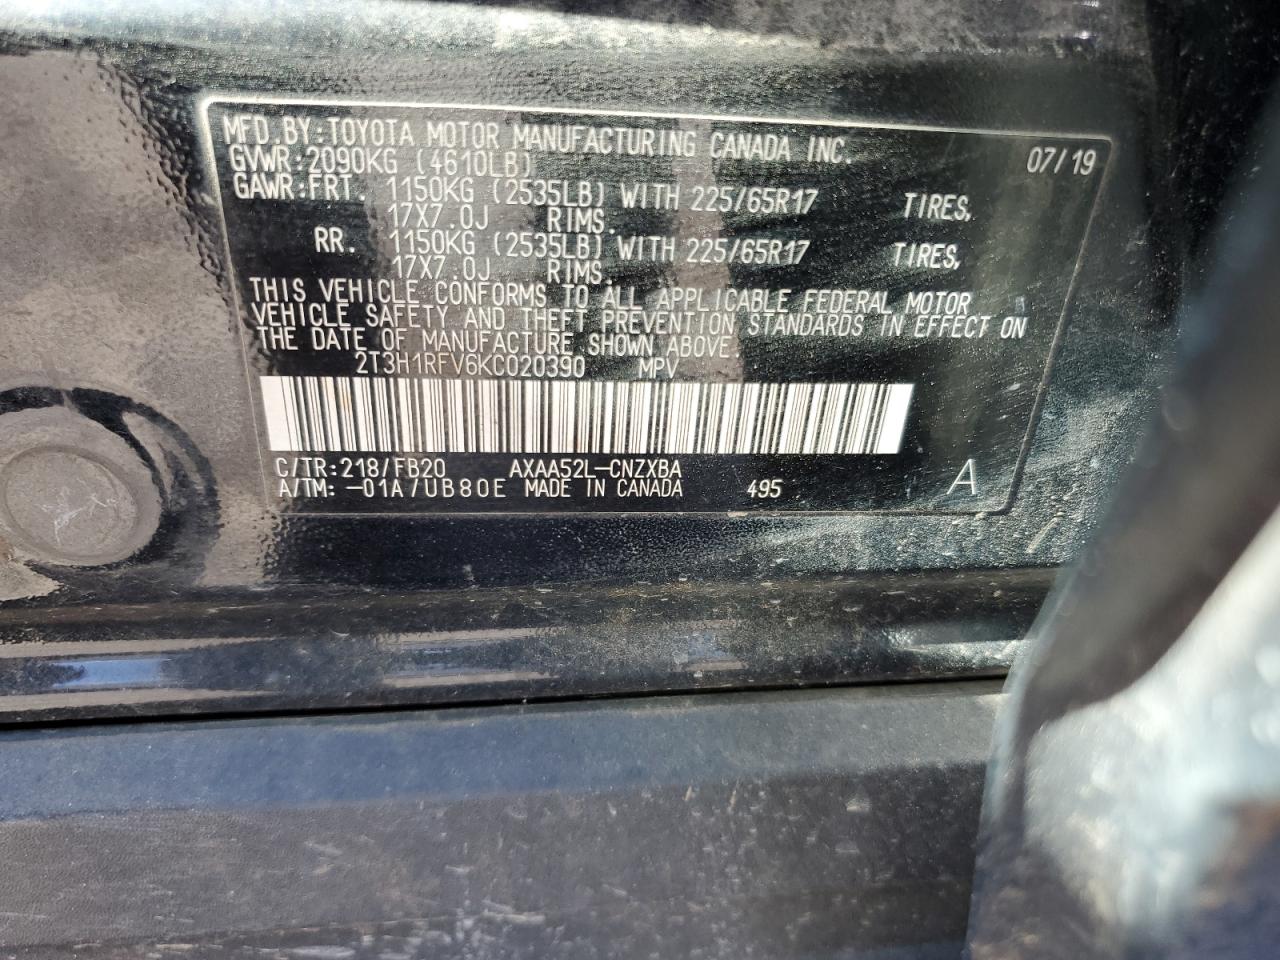 MFD.BY:TOYOTA MOTOR MANUFACTURING CANADA INC. 07/19
GVWR:2090KG (4610LB)
GAWR:FRT. 1150KG (2535LB) WITH 225/65R17 TIRES,
17X7.0J RIMS.
RR. 1150KG (2535LB) WITH 225/65R17 TIRES,
17X7.0J RIMS.
THIS VEHICLE CONFORMS TO ALL APPLICABLE FEDERAL MOTOR
VEHICLE SAFETY AND THEFT PREVENTION STANDARDS IN EFFECT ON
THE DATE OF MANUFACTURE SHOWN ABOVE.
2T3H1RFV6KC020390 MPV
C/TR:218/FB20 AXAA52L-CNZXBA
A/TM:-01A/UB80E MADE IN CANADA 495 A